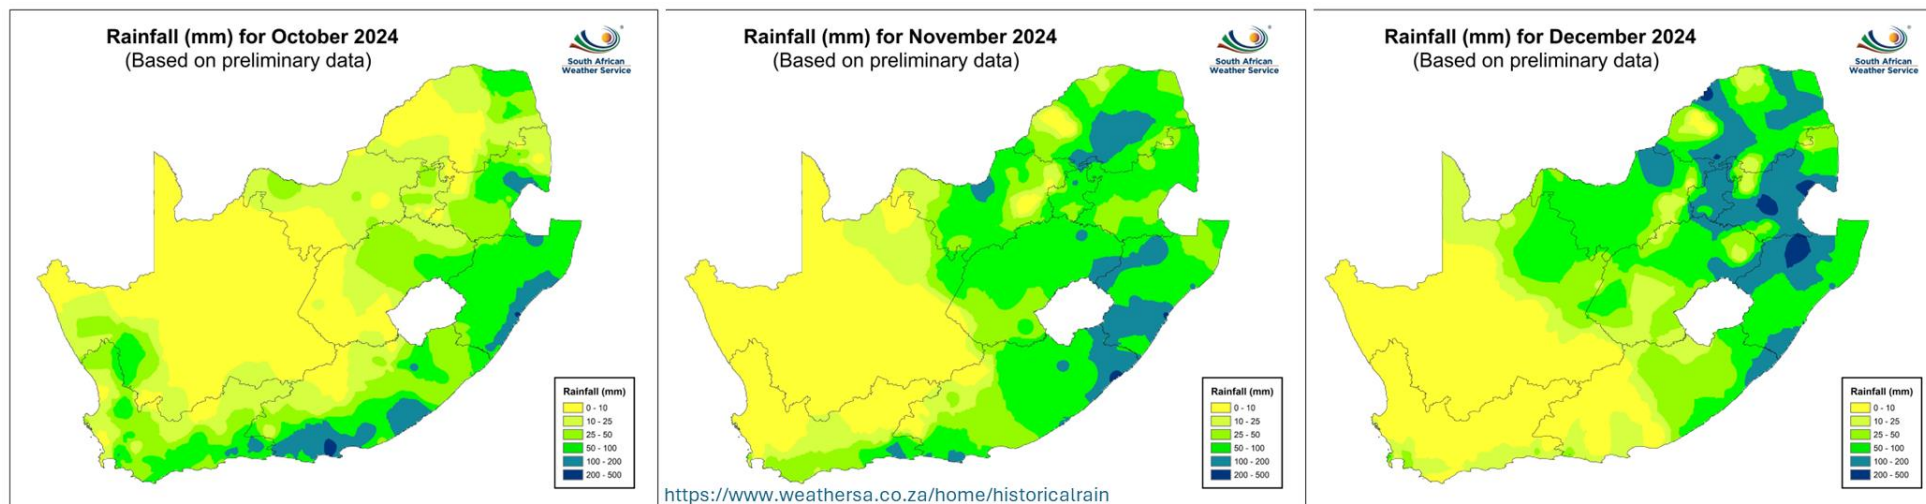 Rainfall (mm) for October 2024
(Based on preliminary data)
South African
Weather Service
Rainfall (mm)
0 - 10
10 - 25
25 - 50
50 - 100
100 - 200
200 - 500
Rainfall (mm) for November 2024
(Based on preliminary data)
South African
Weather Service
Rainfall (mm)
0 - 10
10 - 25
25 - 50
50 - 100
100 - 200
200 - 500
https://www.weathersa.co.za/home/historicalrain
Rainfall (mm) for December 2024
(Based on preliminary data)
South African
Weather Service
Rainfall (mm)
0 - 10
10 - 25
25 - 50
50 - 100
100 - 200
200 - 500